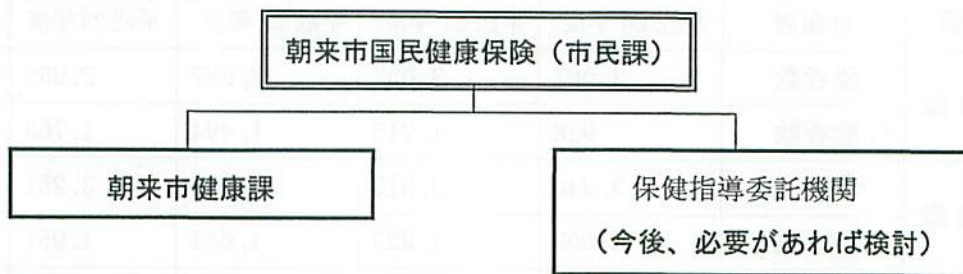 朝来市国民健康保険（市民課）
朝来市健康課
保健指導委託機関
（今後、必要があれば検討）